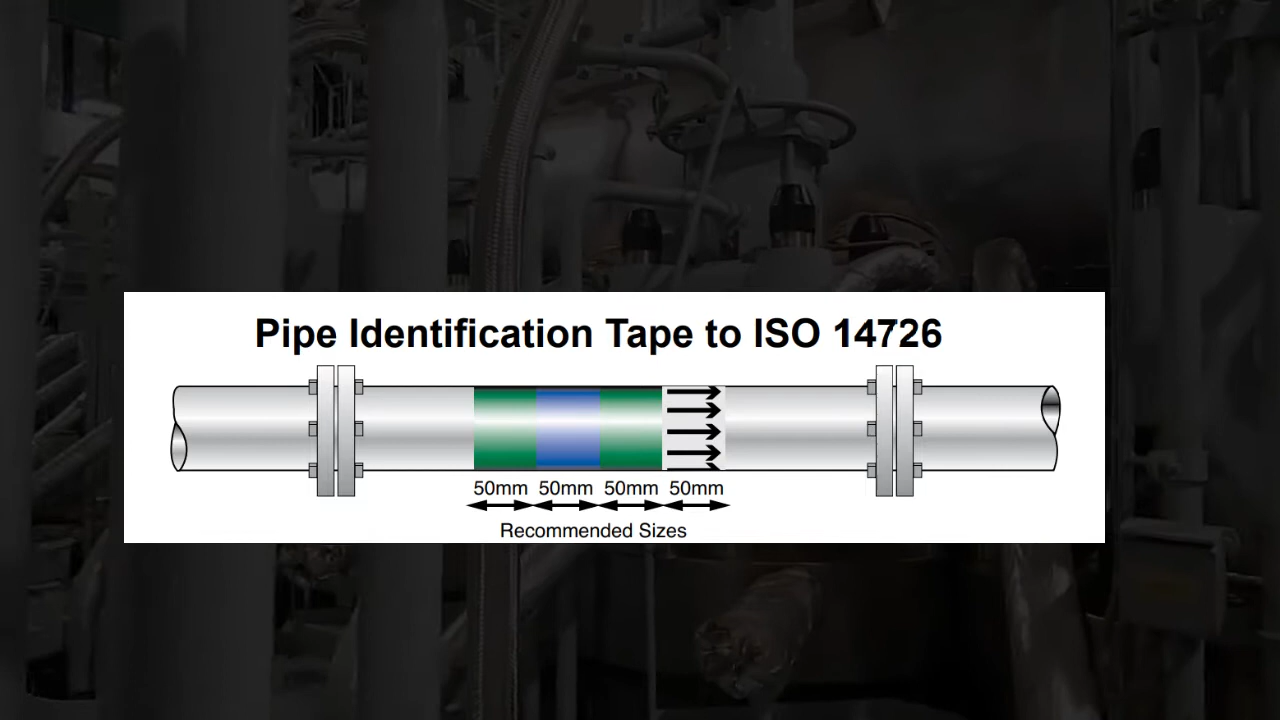 Pipe Identification Tape to ISO 14726
50mm 50mm 50mm 50mm
Recommended Sizes